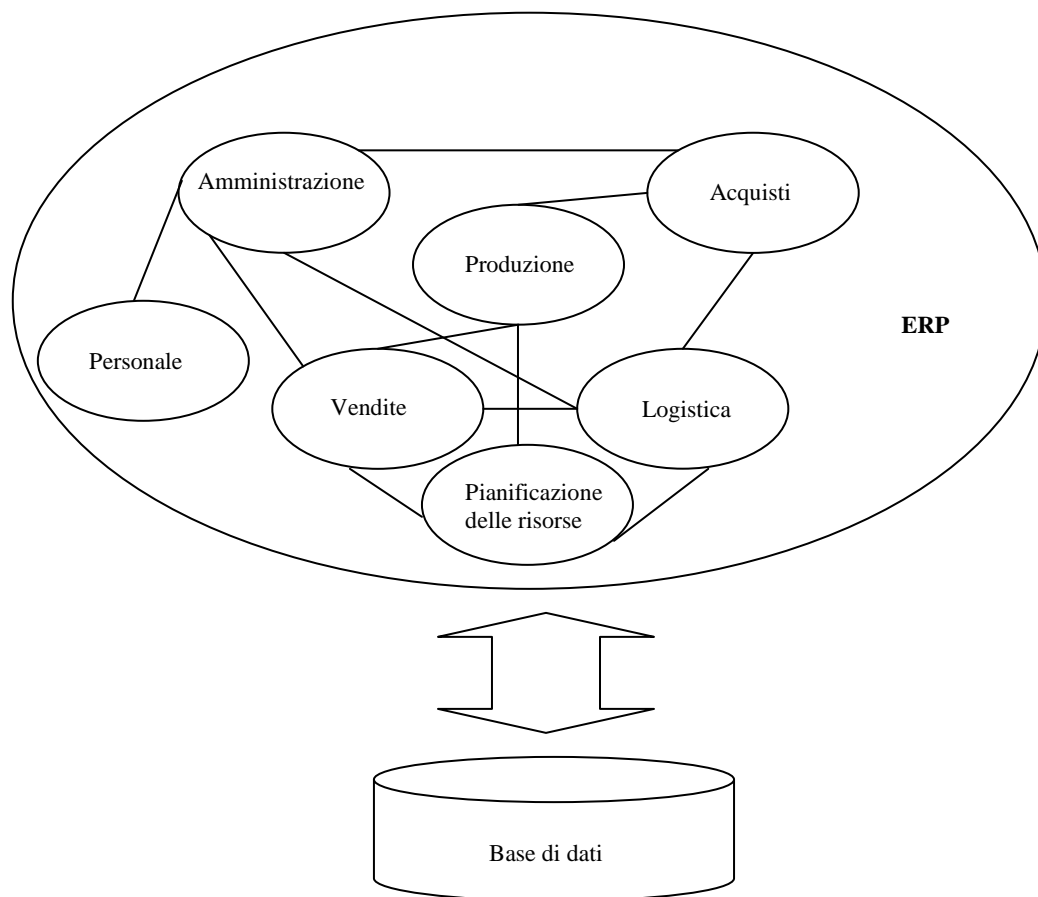 Amministrazione
Acquisti
Produzione
ERP
Personale
Vendite
Logistica
Pianificazione
delle risorse
Base di dati